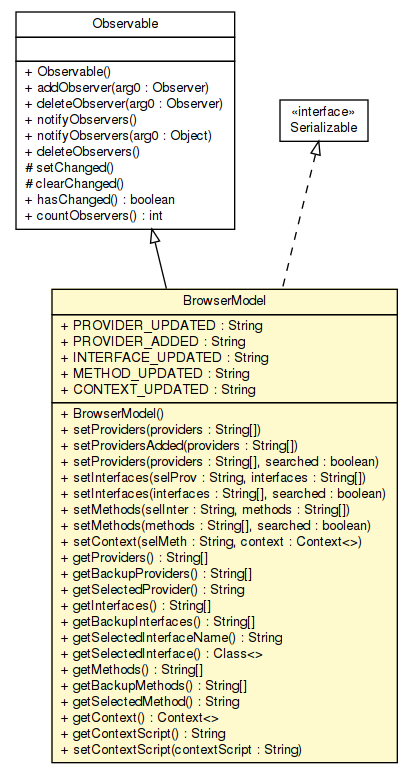 Observable
+ Observable()
+ addObserver(arg0 : Observer)
+ deleteObserver(arg0 : Observer)
+ notifyObservers()
+ notifyObservers(arg0 : Object)
+ deleteObservers()
# setChanged()
# clearChanged()
+ hasChanged() : boolean
+ countObservers() : int
«interface»
Serializable
BrowserModel
+ PROVIDER_UPDATED : String
+ PROVIDER_ADDED : String
+ INTERFACE_UPDATED : String
+ METHOD_UPDATED : String
+ CONTEXT_UPDATED : String
+ BrowserModel()
+ setProviders(providers : String[])
+ setProvidersAdded(providers : String[])
+ setProviders(providers : String[], searched : boolean)
+ setInterfaces(selProv : String, interfaces : String[])
+ setInterfaces(interfaces : String[], searched : boolean)
+ setMethods(selInter : String, methods : String[])
+ setMethods(methods : String[], searched : boolean)
+ setContext(selMeth : String, context : Context<>)
+ getProviders() : String[]
+ getBackupProviders() : String[]
+ getSelectedProvider() : String
+ getInterfaces() : String[]
+ getBackupInterfaces() : String[]
+ getSelectedInterfaceName() : String
+ getSelectedInterface() : Class<>
+ getMethods() : String[]
+ getBackupMethods() : String[]
+ getSelectedMethod() : String
+ getContext() : Context<>
+ getContextScript() : String
+ setContextScript(contextScript : String)